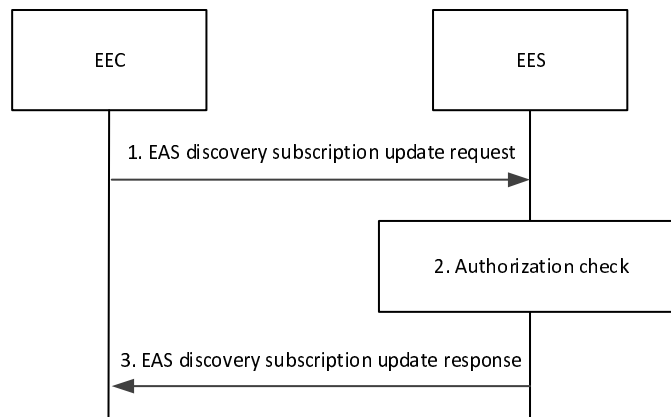 EEC
EES
1. EAS discovery subscription update request
2. Authorization check
3. EAS discovery subscription update response